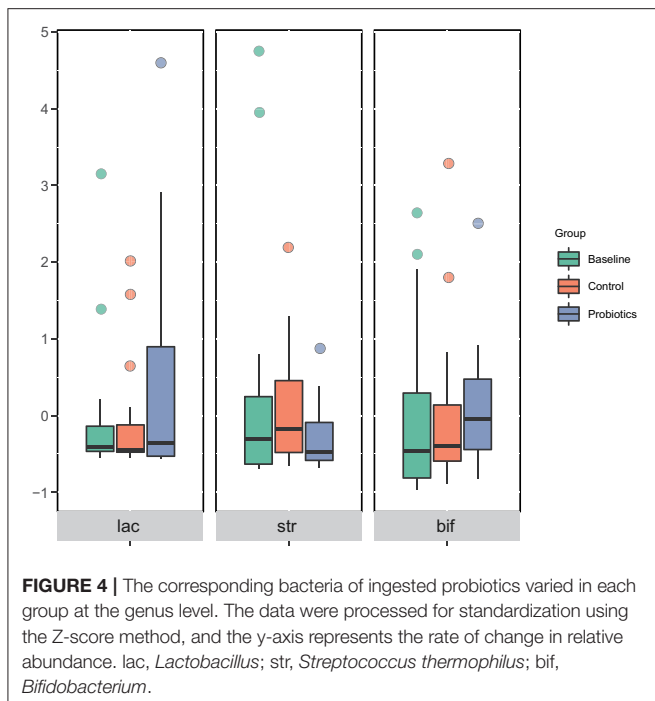 5
4
3
2
1
0
−1
lac
str
bif
Group
Baseline
Control
Probiotics
FIGURE 4 | The corresponding bacteria of ingested probiotics varied in each
group at the genus level. The data were processed for standardization using
the Z-score method, and the y-axis represents the rate of change in relative
abundance. lac, Lactobacillus; str, Streptococcus thermophilus; bif,
Bifidobacterium.